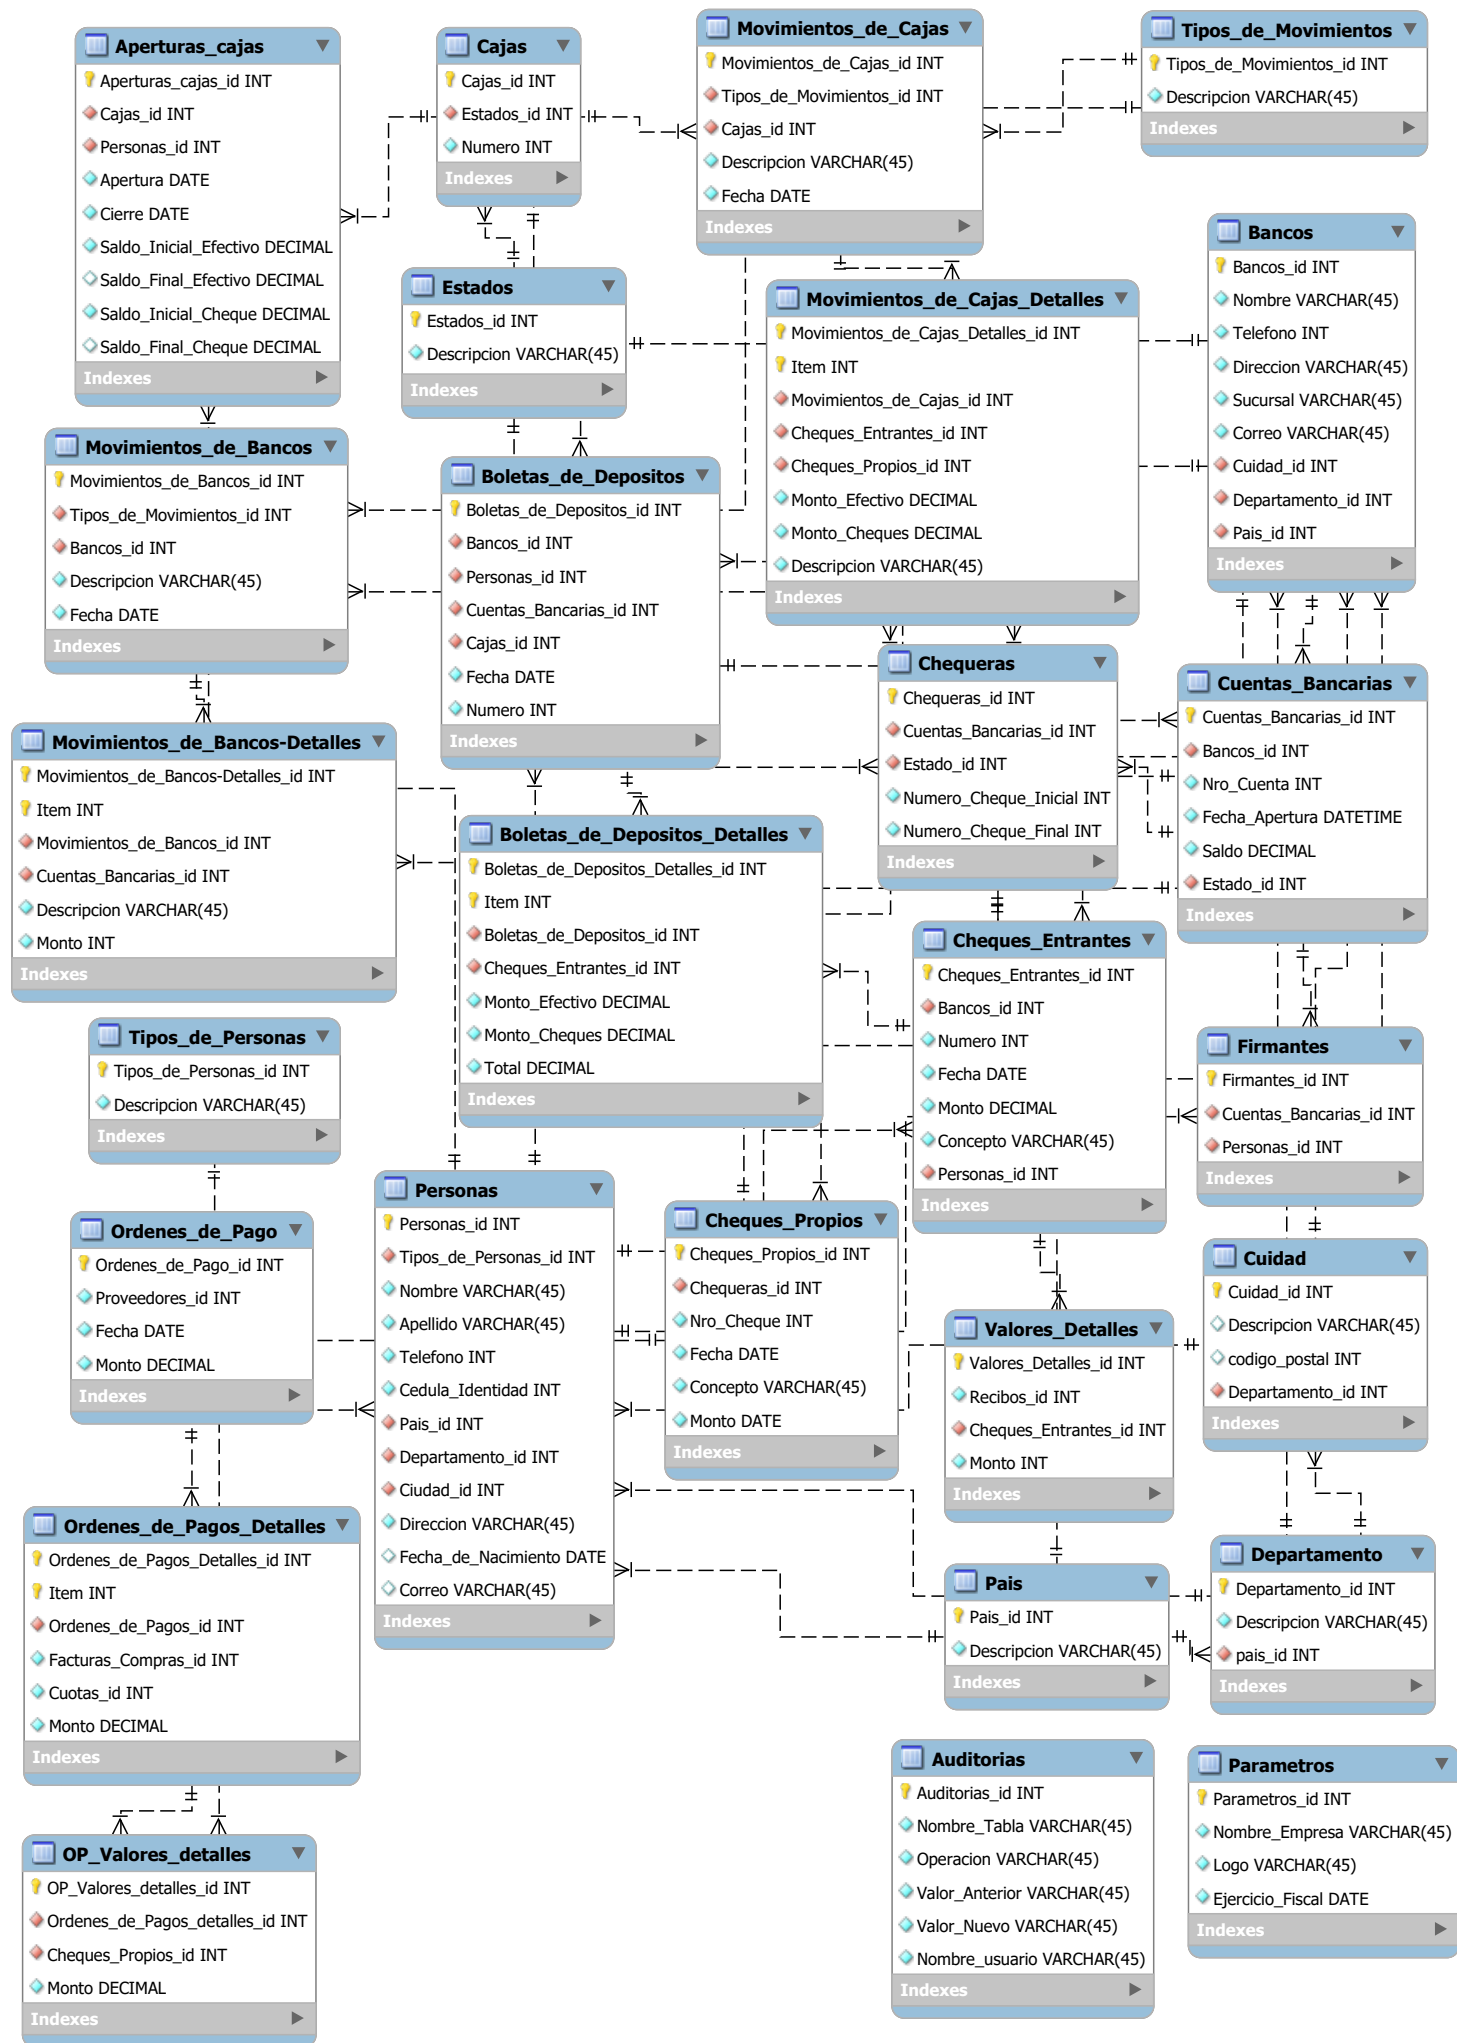 Aperturas_cajas
Aperturas_cajas_id INT
Cajas_id INT
Personas_id INT
Apertura DATE
Cierre DATE
Saldo_Inicial_Efectivo DECIMAL
Saldo_Final_Efectivo DECIMAL
Saldo_Inicial_Cheque DECIMAL
Saldo_Final_Cheque DECIMAL
Indexes
Cajas
Cajas_id INT
Estados_id INT
Numero INT
Indexes
Movimientos_de_Cajas
Movimientos_de_Cajas_id INT
Tipos_de_Movimientos_id INT
Cajas_id INT
Descripcion VARCHAR(45)
Fecha DATE
Indexes
Tipos_de_Movimientos
Tipos_de_Movimientos_id INT
Descripcion VARCHAR(45)
Indexes
Estados
Estados_id INT
Descripcion VARCHAR(45)
Indexes
Movimientos_de_Cajas_Detalles
Movimientos_de_Cajas_Detalles_id INT
Item INT
Movimientos_de_Cajas_id INT
Cheques_Entrantes_id INT
Cheques_Propios_id INT
Monto_Efectivo DECIMAL
Monto_Cheques DECIMAL
Descripcion VARCHAR(45)
Indexes
Bancos
Bancos_id INT
Nombre VARCHAR(45)
Telefono INT
Direccion VARCHAR(45)
Sucursal VARCHAR(45)
Correo VARCHAR(45)
Cuidad_id INT
Departamento_id INT
Pais_id INT
Indexes
Movimientos_de_Bancos
Movimientos_de_Bancos_id INT
Tipos_de_Movimientos_id INT
Bancos_id INT
Descripcion VARCHAR(45)
Fecha DATE
Indexes
Boletas_de_Depositos
Boletas_de_Depositos_id INT
Bancos_id INT
Personas_id INT
Cuentas_Bancarias_id INT
Cajas_id INT
Fecha DATE
Numero INT
Indexes
Chequeras
Chequeras_id INT
Cuentas_Bancarias_id INT
Estado_id INT
Numero_Cheque_Inicial INT
Numero_Cheque_Final INT
Indexes
Cuentas_Bancarias
Cuentas_Bancarias_id INT
Bancos_id INT
Nro_Cuenta INT
Fecha_Apertura DATETIME
Saldo DECIMAL
Estado_id INT
Indexes
Movimientos_de_Bancos-Detalles
Movimientos_de_Bancos-Detalles_id INT
Item INT
Movimientos_de_Bancos_id INT
Cuentas_Bancarias_id INT
Descripcion VARCHAR(45)
Monto INT
Indexes
Boletas_de_Depositos_Detalles
Boletas_de_Depositos_Detalles_id INT
Item INT
Boletas_de_Depositos_id INT
Cheques_Entrantes_id INT
Monto_Efectivo DECIMAL
Monto_Cheques DECIMAL
Total DECIMAL
Indexes
Cheques_Entrantes
Cheques_Entrantes_id INT
Bancos_id INT
Numero INT
Fecha DATE
Monto DECIMAL
Concepto VARCHAR(45)
Personas_id INT
Indexes
Firmantes
Firmantes_id INT
Cuentas_Bancarias_id INT
Personas_id INT
Indexes
Tipos_de_Personas
Tipos_de_Personas_id INT
Descripcion VARCHAR(45)
Indexes
Ordenes_de_Pago
Ordenes_de_Pago_id INT
Proveedores_id INT
Fecha DATE
Monto DECIMAL
Indexes
Personas
Personas_id INT
Tipos_de_Personas_id INT
Nombre VARCHAR(45)
Apellido VARCHAR(45)
Telefono INT
Cedula_Identidad INT
Pais_id INT
Departamento_id INT
Ciudad_id INT
Direccion VARCHAR(45)
Fecha_de_Nacimiento DATE
Correo VARCHAR(45)
Indexes
Cheques_Propios
Cheques_Propios_id INT
Chequeras_id INT
Nro_Cheque INT
Fecha DATE
Concepto VARCHAR(45)
Monto DATE
Indexes
Valores_Detalles
Valores_Detalles_id INT
Recibos_id INT
Cheques_Entrantes_id INT
Monto INT
Indexes
Cuidad
Cuidad_id INT
Descripcion VARCHAR(45)
codigo_postal INT
Departamento_id INT
Indexes
Ordenes_de_Pagos_Detalles
Ordenes_de_Pagos_Detalles_id INT
Item INT
Ordenes_de_Pagos_id INT
Facturas_Compras_id INT
Cuotas_id INT
Monto DECIMAL
Indexes
Pais
Pais_id INT
Descripcion VARCHAR(45)
Indexes
Departamento
Departamento_id INT
Descripcion VARCHAR(45)
pais_id INT
Indexes
OP_Valores_detalles
OP_Valores_detalles_id INT
Ordenes_de_Pagos_detalles_id INT
Cheques_Propios_id INT
Monto DECIMAL
Indexes
Auditorias
Auditorias_id INT
Nombre_Tabla VARCHAR(45)
Operacion VARCHAR(45)
Valor_Anterior VARCHAR(45)
Valor_Nuevo VARCHAR(45)
Nombre_usuario VARCHAR(45)
Indexes
Parametros
Parametros_id INT
Nombre_Empresa VARCHAR(45)
Logo VARCHAR(45)
Ejercicio_Fiscal DATE
Indexes